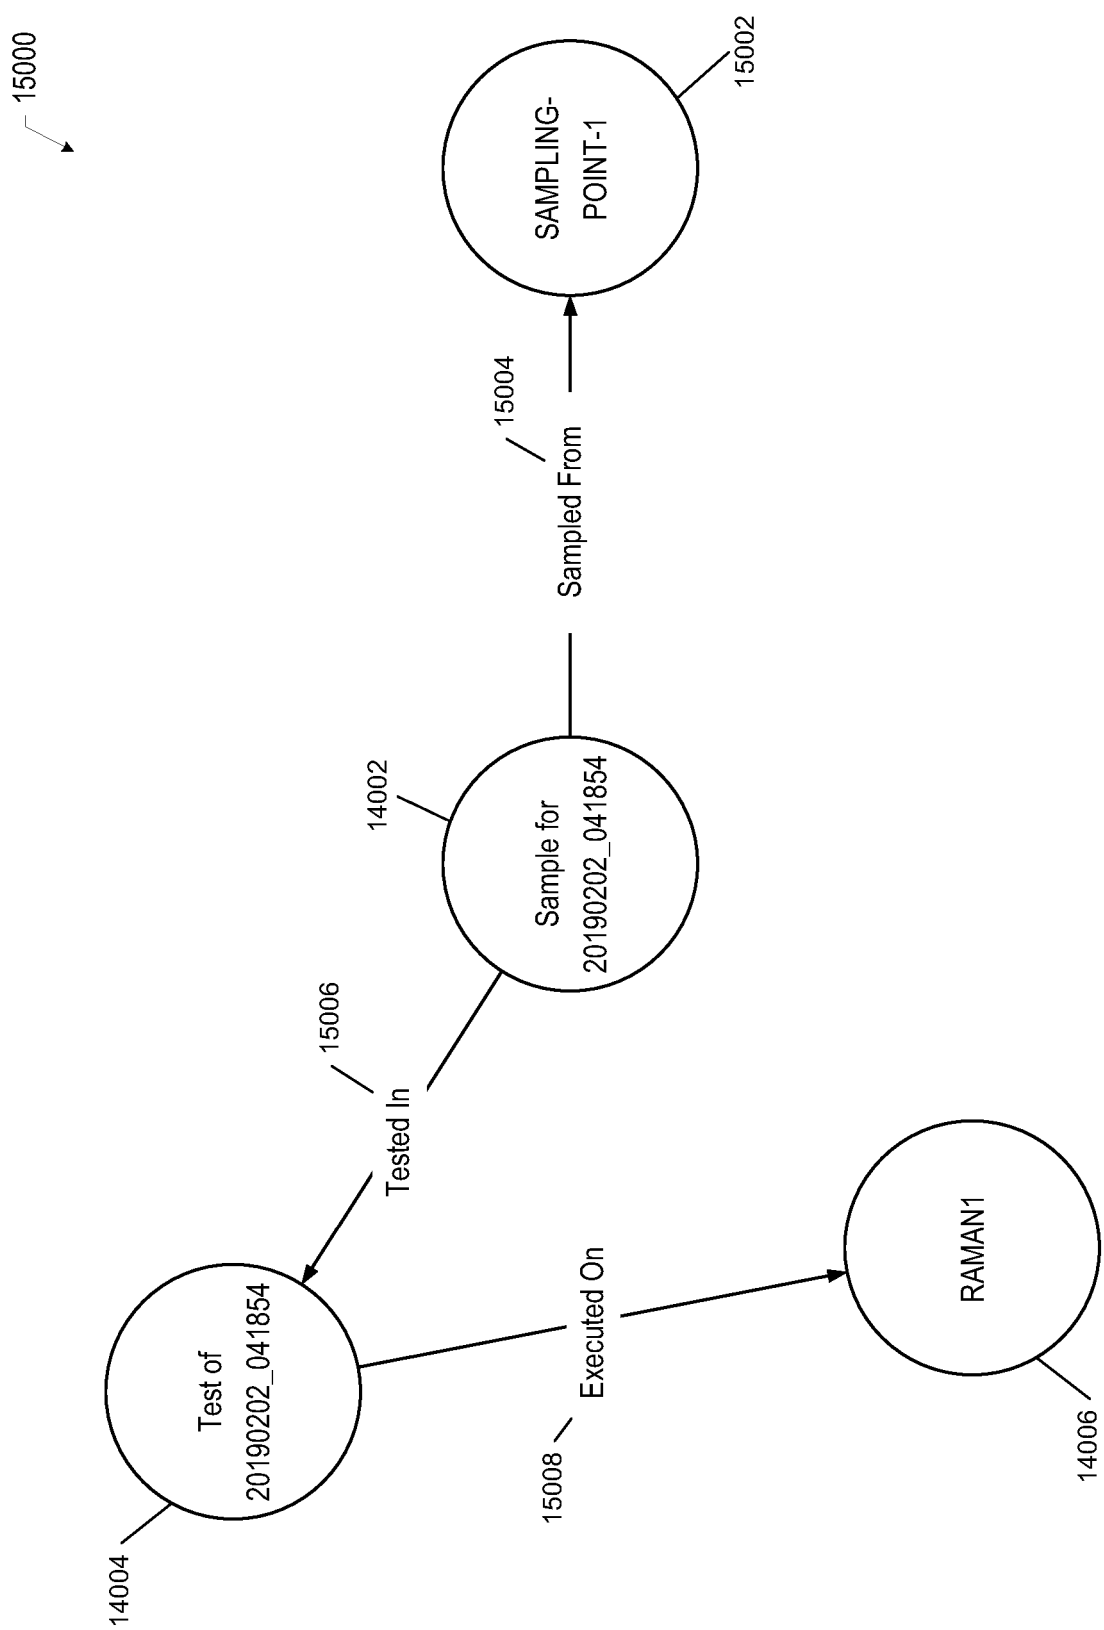 15000
14004
Test of
20190202_041854
15006
Tested In
14002
Sample for
20190202_041854
15004
Sampled From
SAMPLING-
POINT-1
15002
15008
Executed On
RAMAN1
14006